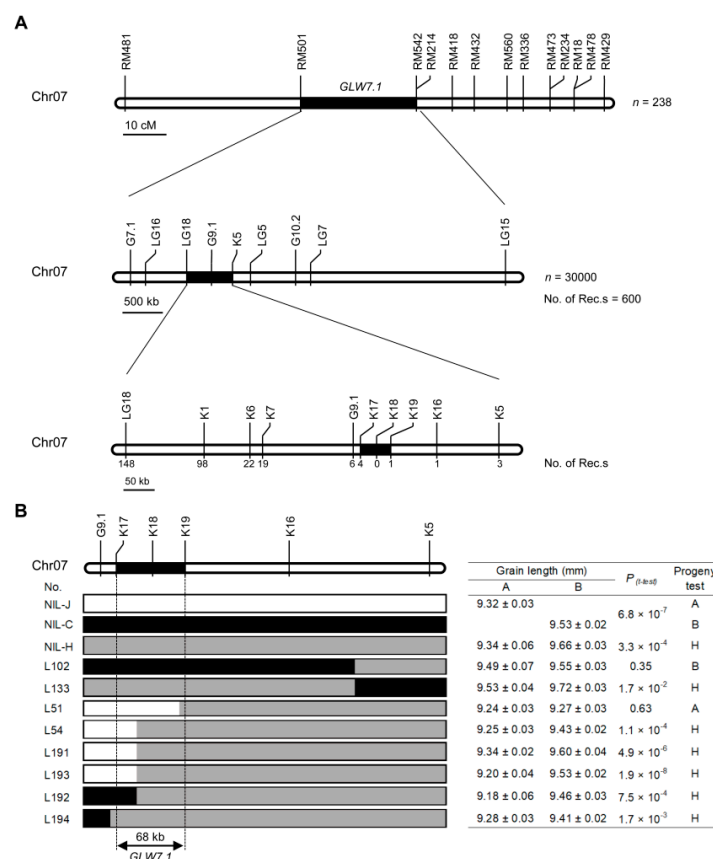 A
RM481
RM501
RM542
RM214
RM418
RM432
RM560
RM336
RM473
RM234
RM18
RM478
RM429
GLW7.1
Chr07
n = 238
10 cM
G7.1
LG16
LG18
G9.1
K5
LG5
G10.2
LG7
LG15
Chr07
n = 30000
500 kb
No. of Rec.s = 600
LG18
K1
K6
K7
G9.1
K17
K18
K19
K16
K5
Chr07
148 98 22 19 6 4 0 1 1 3 No. of Rec.s
50 kb
B
G9.1
K17
K18
K19
K16
K5
Chr07
No.
Grain length (mm) P (t-test) Progeny test
A B
NIL-J 9.32 ± 0.03 A
6.8 × 10⁻⁷
NIL-C 9.53 ± 0.02 B
NIL-H 9.34 ± 0.06 9.66 ± 0.03 3.3 × 10⁻⁴ H
L102 9.49 ± 0.07 9.55 ± 0.03 0.35 B
L133 9.53 ± 0.04 9.72 ± 0.03 1.7 × 10⁻² H
L51 9.24 ± 0.03 9.27 ± 0.03 0.63 A
L54 9.25 ± 0.03 9.43 ± 0.02 1.1 × 10⁻⁴ H
L191 9.34 ± 0.02 9.60 ± 0.04 4.9 × 10⁻⁶ H
L193 9.20 ± 0.04 9.53 ± 0.02 1.9 × 10⁻⁸ H
L192 9.18 ± 0.06 9.46 ± 0.03 7.5 × 10⁻⁴ H
L194 9.28 ± 0.03 9.41 ± 0.02 1.7 × 10⁻³ H
68 kb
GLW7.1